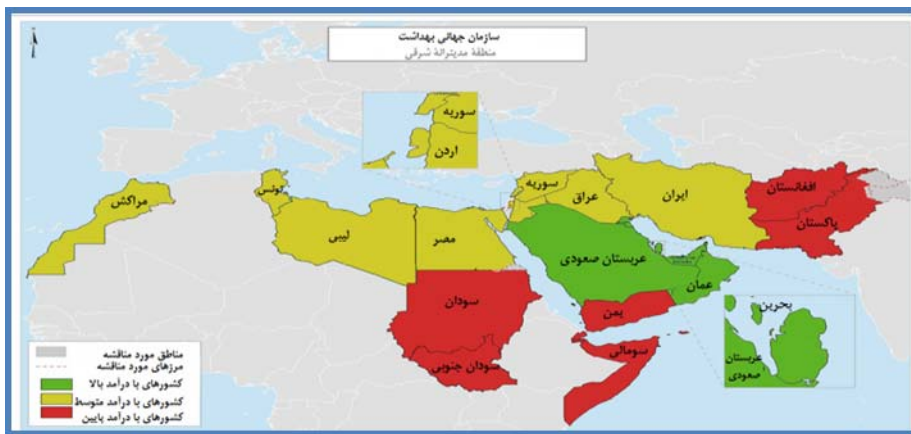 سازمان جهانی بهداشت
منطقهٔ مدیترانهٔ شرقی
سوریه
اردن
مراکش
تونس
لیبی
مصر
سوریه
عراق
ایران
افغانستان
پاکستان
عربستان صعودی
عمان
یمن
سودان
سودان جنوبی
سومالی
بحرین
عربستان
صعودی
مناطق مورد مناقشه
مرزهای مورد مناقشه
کشورهای با درآمد بالا
کشورهای با درآمد متوسط
کشورهای با درآمد پایین